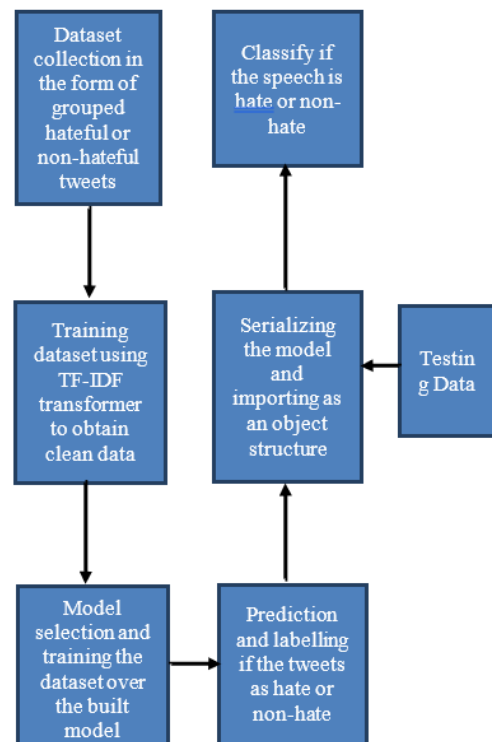 Dataset
collection in
the form of
grouped
hateful or
non-hateful
tweets
Training
dataset using
TF-IDF
transformer
to obtain
clean data
Model
selection and
training the
dataset over
the built
model
Prediction
and labelling
if the tweets
as hate or
non-hate
Serializing
the model
and
importing as
an object
structure
Testin
g Data
Classify if
the speech is
hate or non-
hate